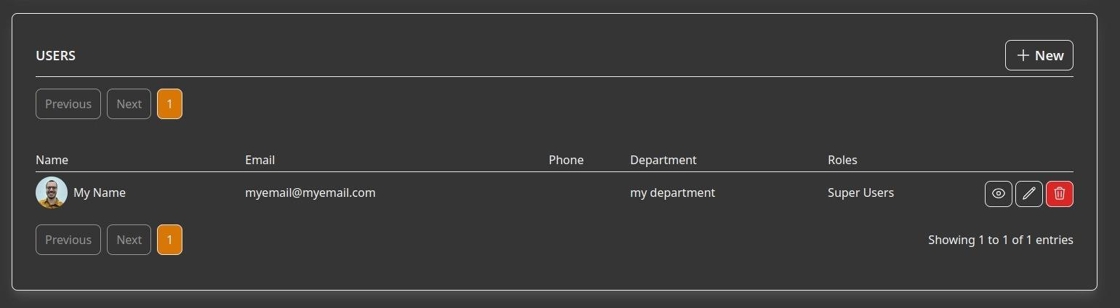 USERS
+ New
Previous Next 1
Name Email Phone Department Roles
My Name myemail@myemail.com my department Super Users
Previous Next 1 Showing 1 to 1 of 1 entries